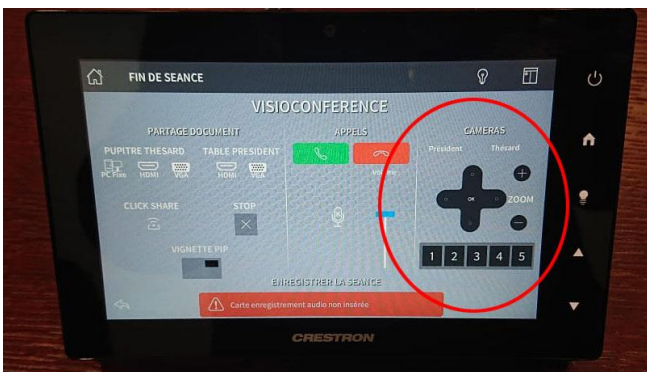 FIN DE SEANCE
VISIOCONFERENCE
PARTAGE DOCUMENT
PUPITRE THESARD
TABLE PRESIDENT
PC Fixe
HDMI
VGA
HDMI
VGA
CLICK SHARE
STOP
VIGNETTE PIP
APPELS
Volume
CAMERAS
Président
Thésard
OK
ZOOM
1 2 3 4 5
ENREGISTRER LA SEANCE
Carte enregistrement audio non insérée
CRESTRON